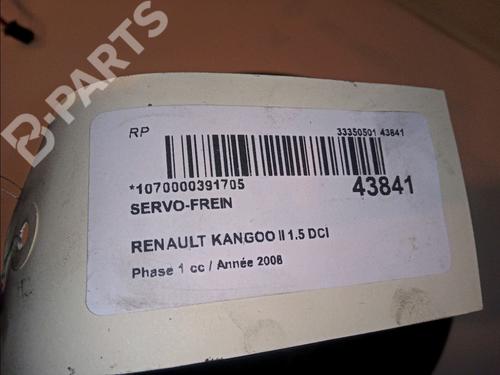 B-PARTS
RP
33350501 43841
*1070000391705
43841
SERVO-FREIN
RENAULT KANGOO II 1.5 DCI
Phase 1 cc / Année 2008